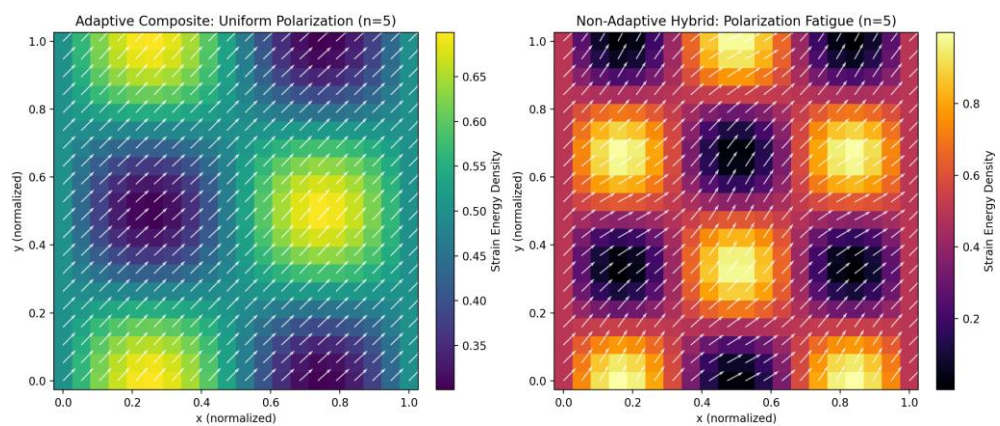 Adaptive Composite: Uniform Polarization (n=5)
1.0
0.8
0.6
0.4
0.2
0.0
y (normalized)
0.0 0.2 0.4 0.6 0.8 1.0
x (normalized)
0.65
0.60
0.55
0.50
0.45
0.40
0.35
Strain Energy Density
Non-Adaptive Hybrid: Polarization Fatigue (n=5)
1.0
0.8
0.6
0.4
0.2
0.0
y (normalized)
0.0 0.2 0.4 0.6 0.8 1.0
x (normalized)
0.8
0.6
0.4
0.2
Strain Energy Density